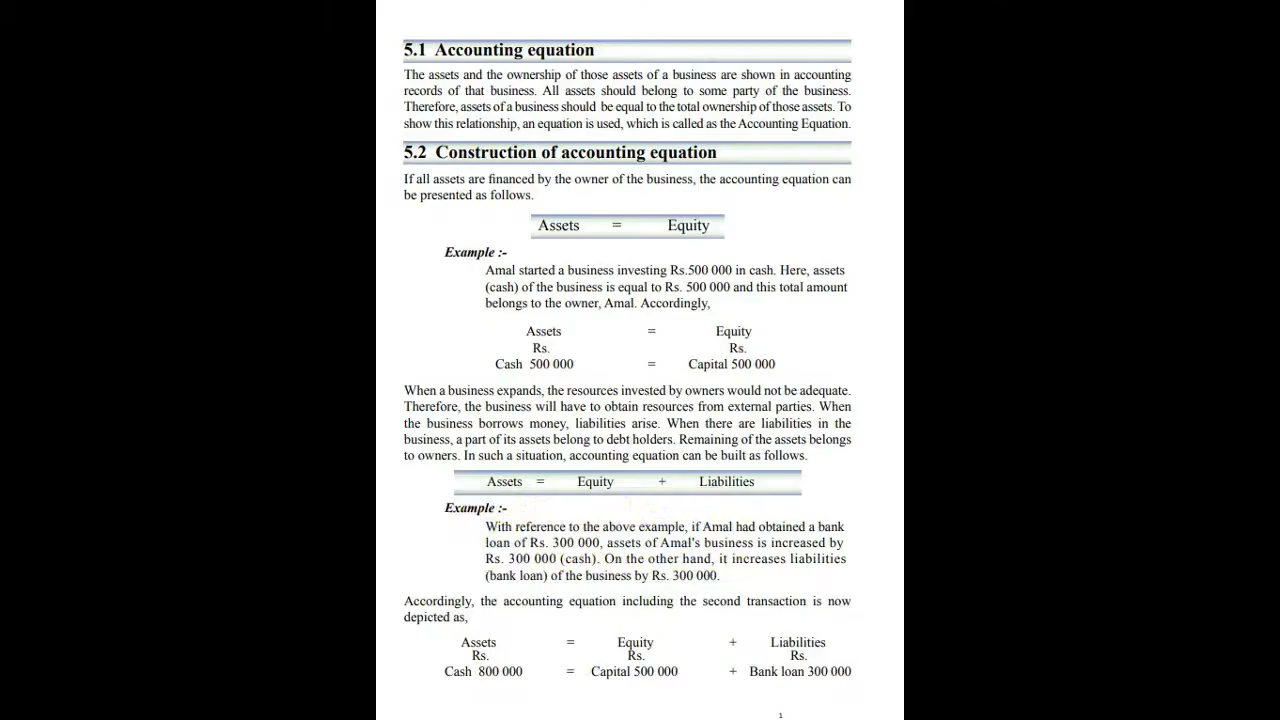 5.1 Accounting equation
The assets and the ownership of those assets of a business are shown in accounting
records of that business. All assets should belong to some party of the business.
Therefore, assets of a business should be equal to the total ownership of those assets. To
show this relationship, an equation is used, which is called as the Accounting Equation.
5.2 Construction of accounting equation
If all assets are financed by the owner of the business, the accounting equation can
be presented as follows.
Assets = Equity
Example :-
Amal started a business investing Rs.500 000 in cash. Here, assets
(cash) of the business is equal to Rs. 500 000 and this total amount
belongs to the owner, Amal. Accordingly,
Assets = Equity
Rs. Rs.
Cash 500 000 = Capital 500 000
When a business expands, the resources invested by owners would not be adequate.
Therefore, the business will have to obtain resources from external parties. When
the business borrows money, liabilities arise. When there are liabilities in the
business, a part of its assets belong to debt holders. Remaining of the assets belongs
to owners. In such a situation, accounting equation can be built as follows.
Assets = Equity + Liabilities
Example :-
With reference to the above example, if Amal had obtained a bank
loan of Rs. 300 000, assets of Amal's business is increased by
Rs. 300 000 (cash). On the other hand, it increases liabilities
(bank loan) of the business by Rs. 300 000.
Accordingly, the accounting equation including the second transaction is now
depicted as,
Assets = Equity + Liabilities
Rs. Rs. Rs.
Cash 800 000 = Capital 500 000 + Bank loan 300 000
1